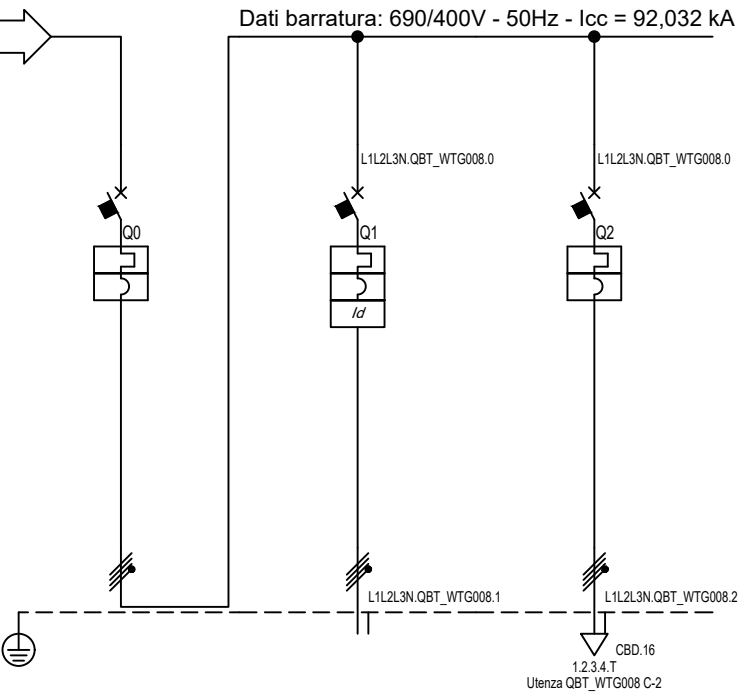 Dati barratura: 690/400V - 50Hz - Icc = 92,032 kA
L1L2L3N.QBT_WTG008.0
L1L2L3N.QBT_WTG008.0
Q0
Q1
Q2
Id
L1L2L3N.QBT_WTG008.1
L1L2L3N.QBT_WTG008.2
CBD.16
1.2.3.4.T
Utenza QBT_WTG008 C-2